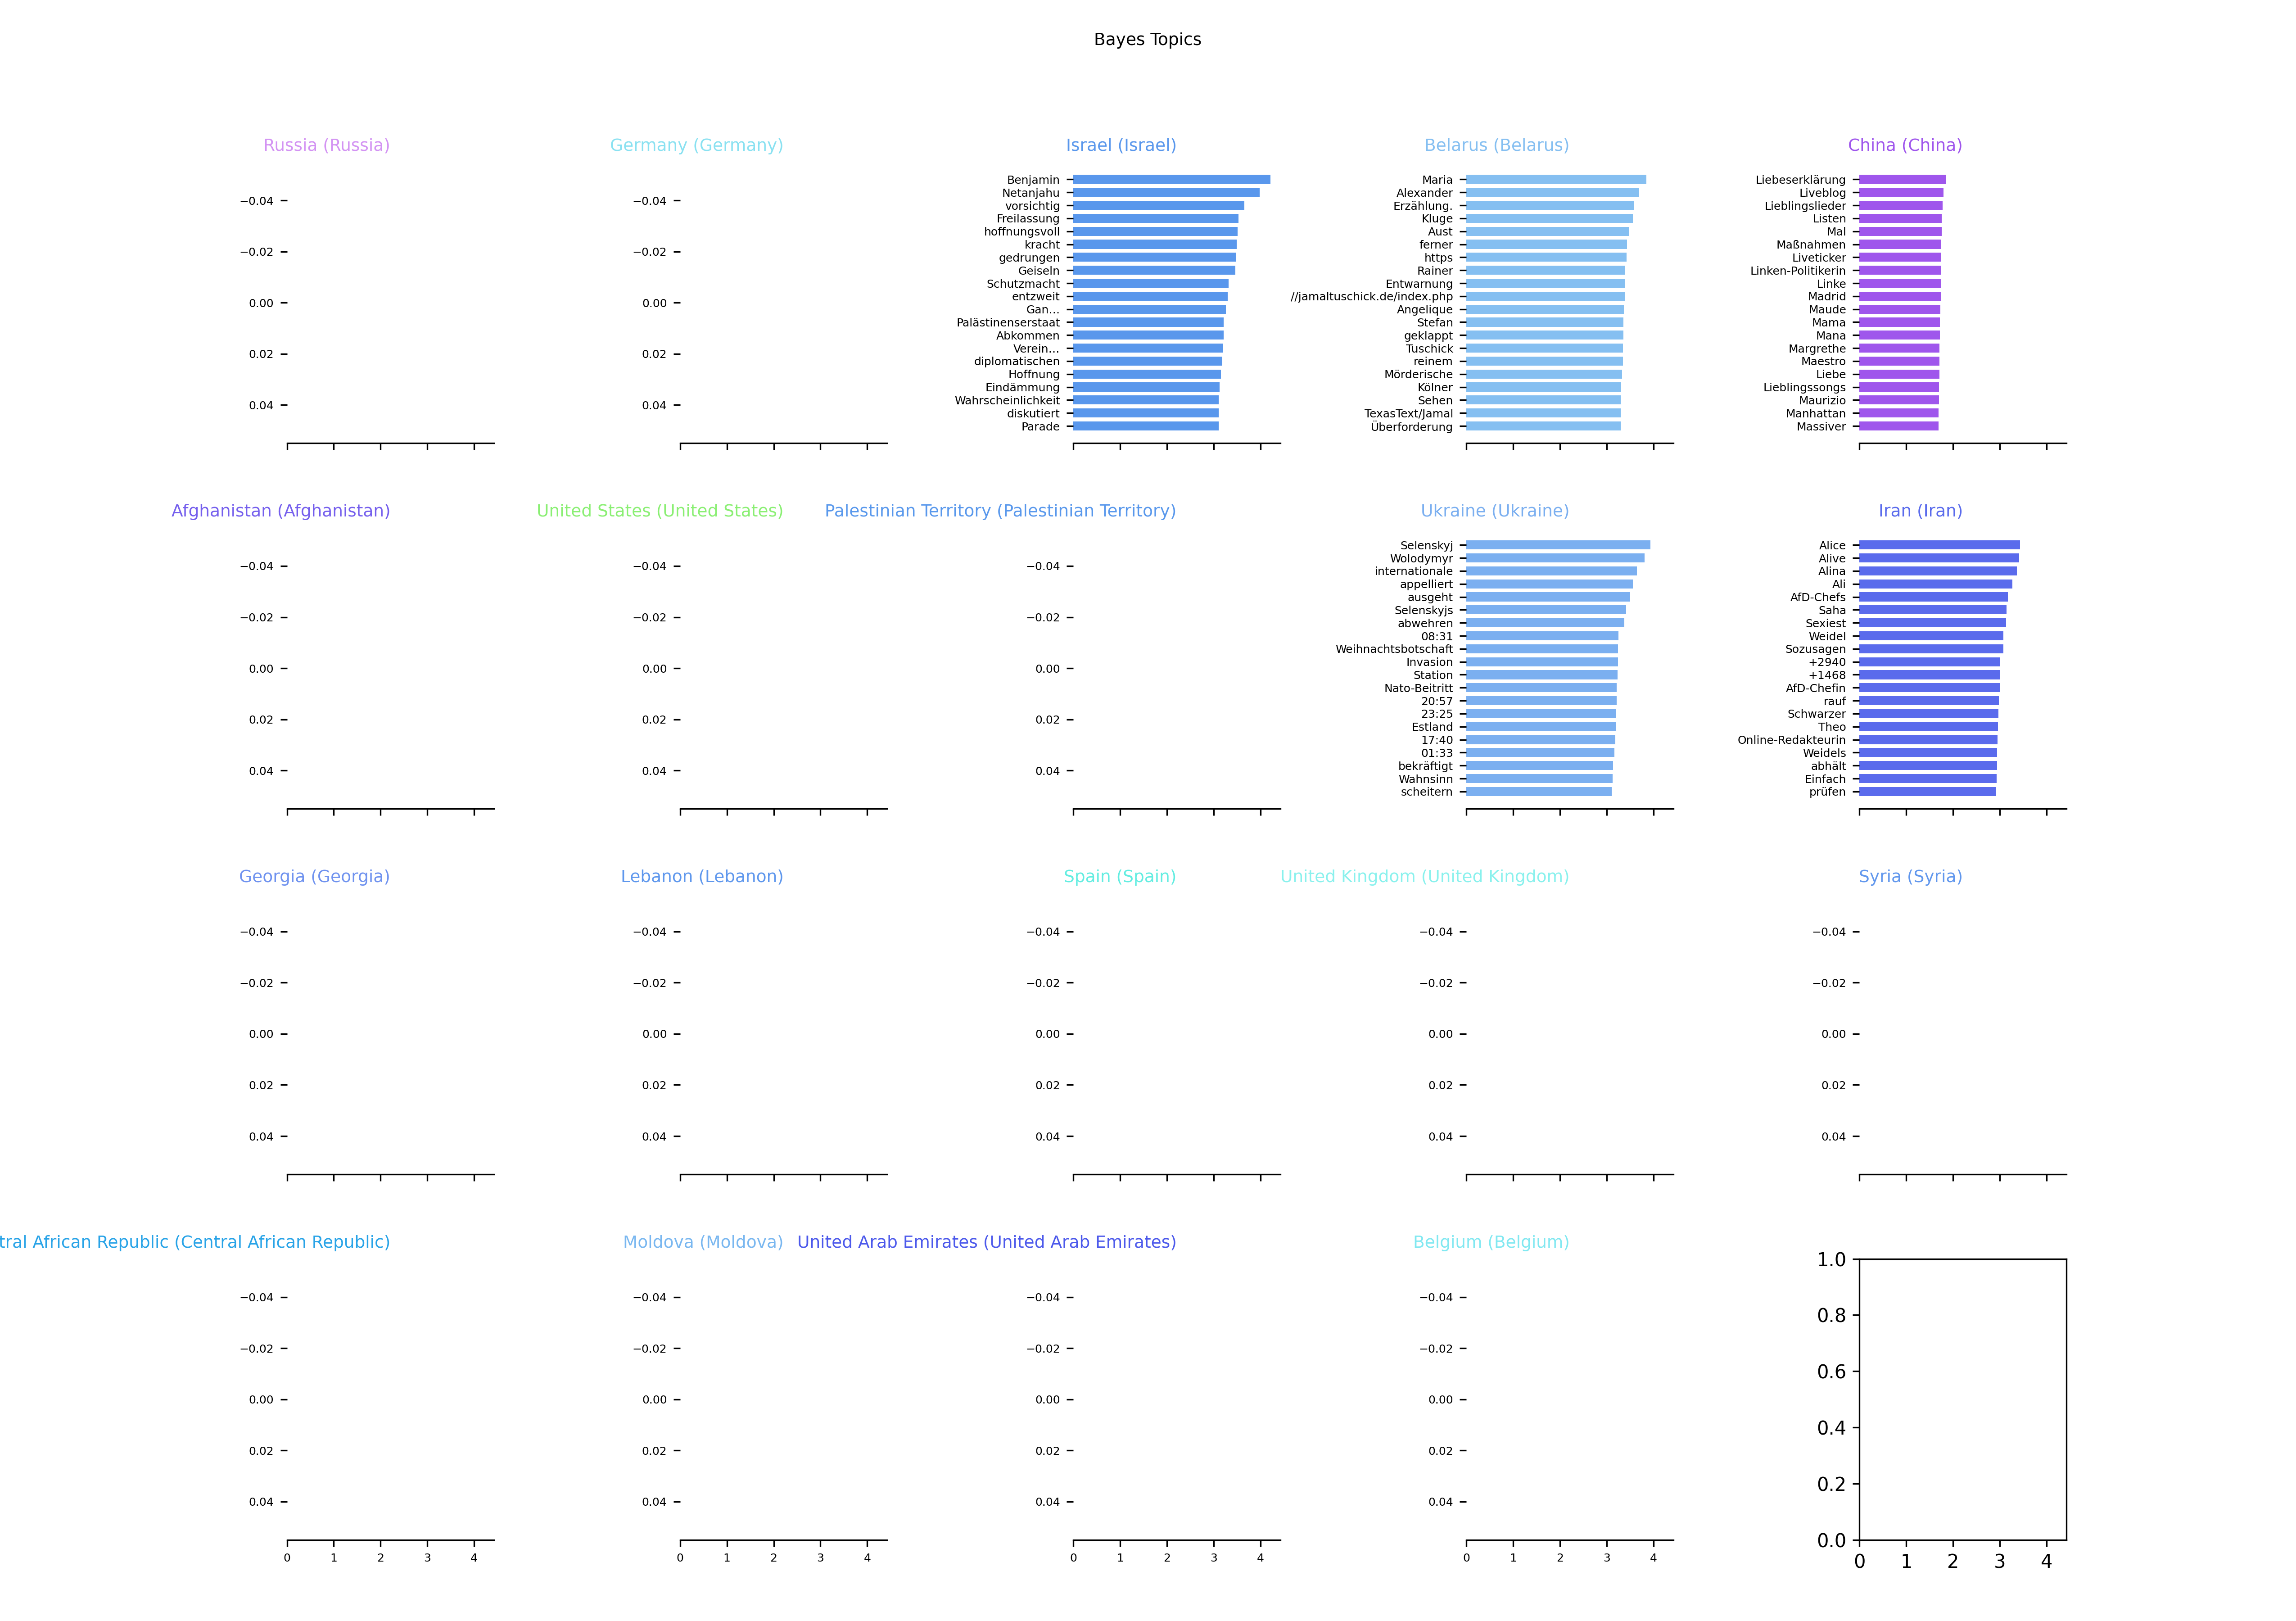 Bayes Topics
Russia (Russia)
−0.04
−0.02
0.00
0.02
0.04
Germany (Germany)
−0.04
−0.02
0.00
0.02
0.04
Israel (Israel)
Benjamin
Netanjahu
vorsichtig
Freilassung
hoffnungsvoll
kracht
gedrungen
Geiseln
Schutzmacht
entzweit
Gan...
Palästinenserstaat
Abkommen
Verein...
diplomatischen
Hoffnung
Eindämmung
Wahrscheinlichkeit
diskutiert
Parade
Belarus (Belarus)
Maria
Alexander
Erzählung.
Kluge
Aust
ferner
https
Rainer
Entwarnung
//jamaltuschick.de/index.php
Angelique
Stefan
geklappt
Tuschick
reinem
Mörderische
Kölner
Sehen
TexasText/Jamal
Überforderung
China (China)
Liebeserklärung
Liveblog
Lieblingslieder
Listen
Mal
Maßnahmen
Liveticker
Linken-Politikerin
Linke
Madrid
Maude
Mama
Mana
Margrethe
Maestro
Liebe
Lieblingssongs
Maurizio
Manhattan
Massiver
Afghanistan (Afghanistan)
−0.04
−0.02
0.00
0.02
0.04
United States (United States)
−0.04
−0.02
0.00
0.02
0.04
Palestinian Territory (Palestinian Territory)
−0.04
−0.02
0.00
0.02
0.04
Ukraine (Ukraine)
Selenskyj
Wolodymyr
internationale
appelliert
ausgeht
Selenskyjs
abwehren
08:31
Weihnachtsbotschaft
Invasion
Station
Nato-Beitritt
20:57
23:25
Estland
17:40
01:33
bekräftigt
Wahnsinn
scheitern
Iran (Iran)
Alice
Alive
Alina
Ali
AfD-Chefs
Saha
Sexiest
Weidel
Sozusagen
+2940
+1468
AfD-Chefin
rauf
Schwarzer
Theo
Online-Redakteurin
Weidels
abhält
Einfach
prüfen
Georgia (Georgia)
−0.04
−0.02
0.00
0.02
0.04
Lebanon (Lebanon)
−0.04
−0.02
0.00
0.02
0.04
Spain (Spain)
−0.04
−0.02
0.00
0.02
0.04
United Kingdom (United Kingdom)
−0.04
−0.02
0.00
0.02
0.04
Syria (Syria)
−0.04
−0.02
0.00
0.02
0.04
tral African Republic (Central African Republic)
−0.04
−0.02
0.00
0.02
0.04
0 1 2 3 4
Moldova (Moldova)
−0.04
−0.02
0.00
0.02
0.04
0 1 2 3 4
United Arab Emirates (United Arab Emirates)
−0.04
−0.02
0.00
0.02
0.04
0 1 2 3 4
Belgium (Belgium)
−0.04
−0.02
0.00
0.02
0.04
0 1 2 3 4
1.0
0.8
0.6
0.4
0.2
0.0
0 1 2 3 4